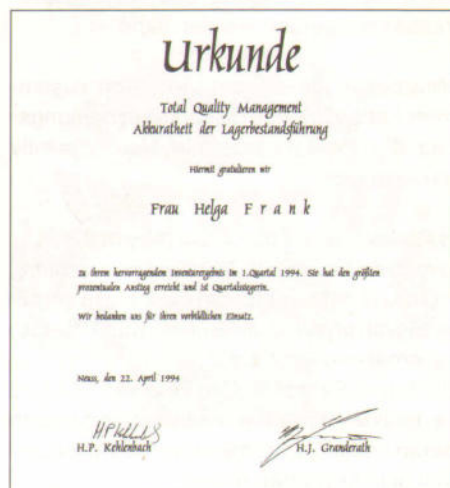 Urkunde
Total Quality Management
Akkuratheit der Lagerbestandsführung
Hiermit gratulieren wir
Frau Helga Frank
zu ihrem hervorragendem Inventurergebnis im 1.Quartal 1994. Sie hat den größten
prozentualen Anstieg erreicht und ist Quartalsiegerin.
Wir bedanken uns für ihren vorbildlichen Einsatz.
Neuss, den 22. April 1994
H.P. Kehlenbach H.J. Granderath